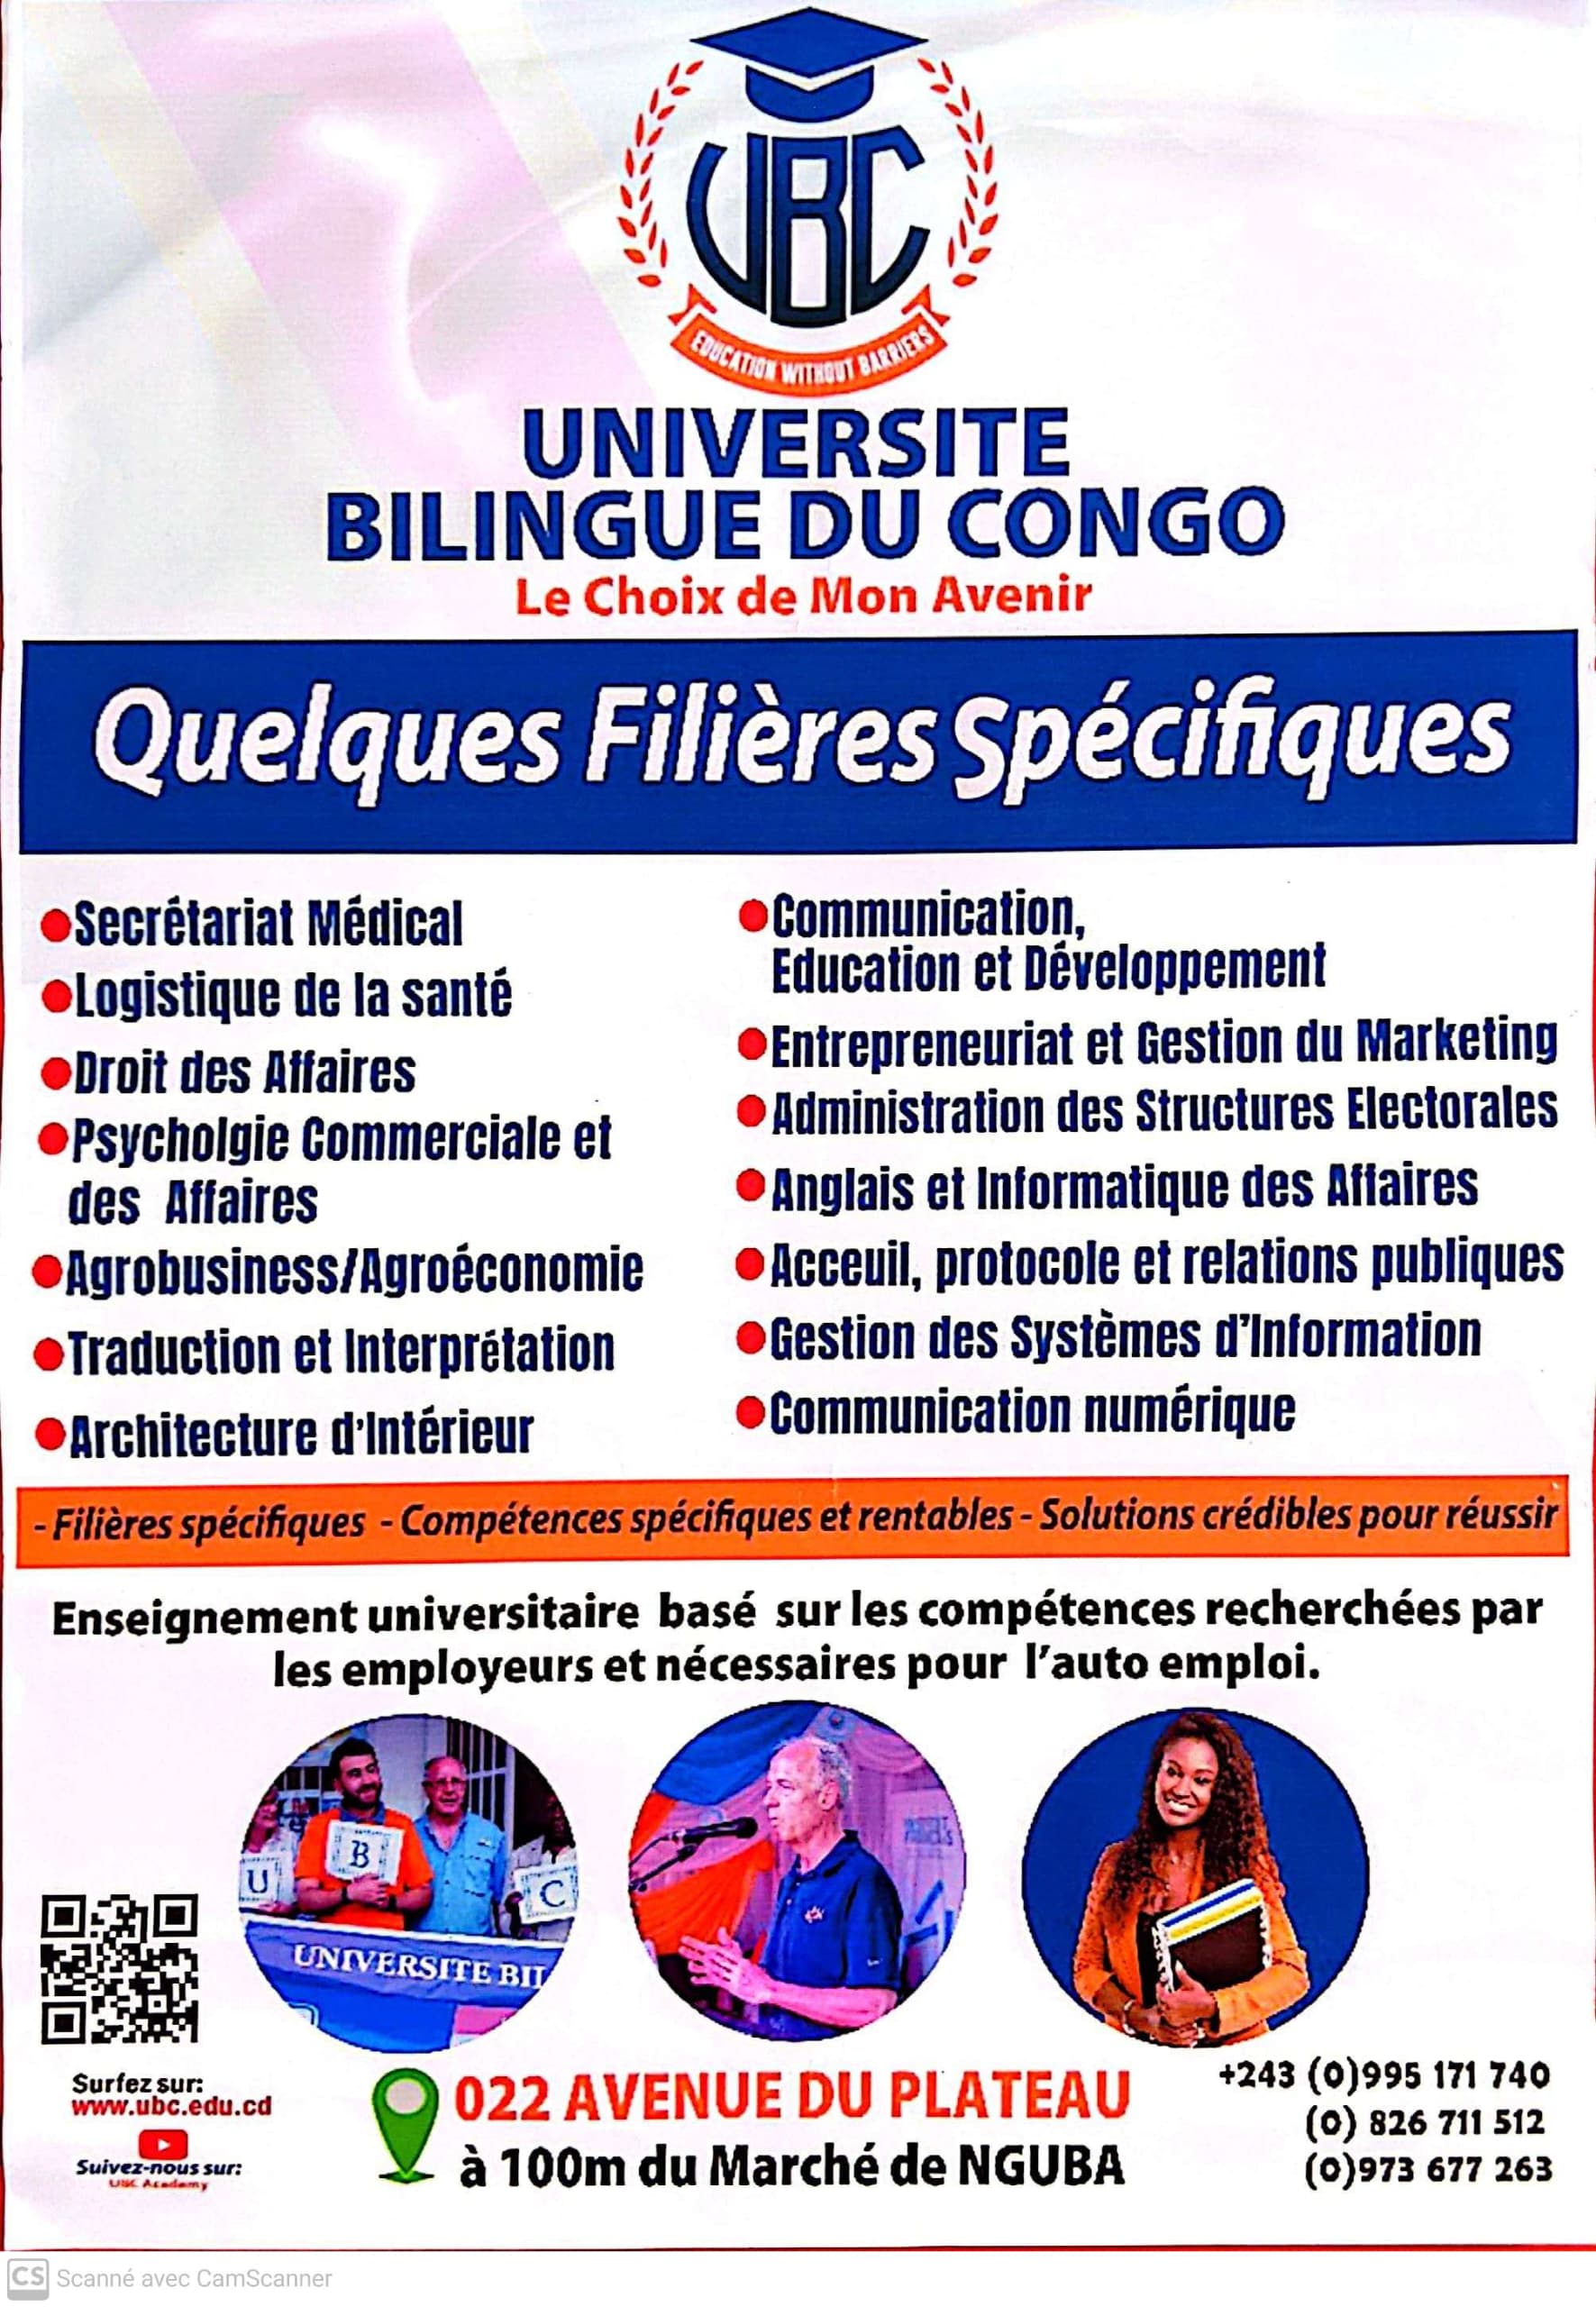 UBC
EDUCATION WITHOUT BARRIERS
UNIVERSITE
BILINGUE DU CONGO
Le Choix de Mon Avenir
Quelques Filières Spécifiques
Secrétariat Médical
Logistique de la santé
Droit des Affaires
Psycholgie Commerciale et
des Affaires
Agrobusiness/Agroéconomie
Traduction et Interprétation
Architecture d'Intérieur
Communication,
Education et Développement
Entrepreneuriat et Gestion du Marketing
Administration des Structures Electorales
Anglais et Informatique des Affaires
Acceuil, protocole et relations publiques
Gestion des Systèmes d'Information
Communication numérique
- Filières spécifiques - Compétences spécifiques et rentables - Solutions crédibles pour réussir
Enseignement universitaire basé sur les compétences recherchées par
les employeurs et nécessaires pour l'auto emploi.
U
B
C
UNIVERSITE BIL
Surfez sur:
www.ubc.edu.cd
Suivez-nous sur:
UBC Academy
022 AVENUE DU PLATEAU
à 100m du Marché de NGUBA
+243 (0)995 171 740
(0) 826 711 512
(0)973 677 263
CS Scanné avec CamScanner